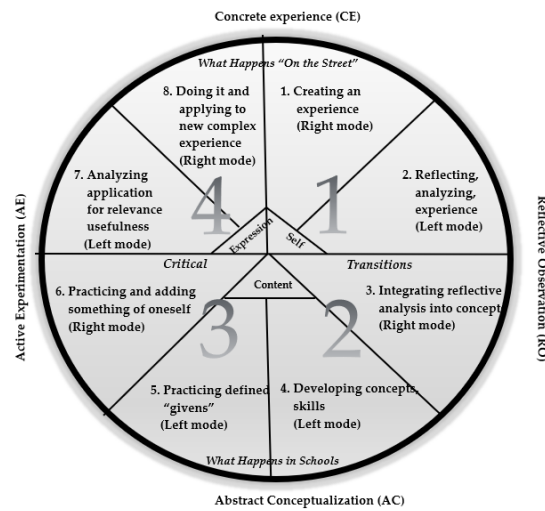 Concrete experience (CE)
What Happens “On the Street”
8. Doing it and
applying to
new complex
experience
(Right mode)
1. Creating an
experience
(Right mode)
7. Analyzing
application
for relevance
usefulness
(Left mode)
2. Reflecting,
analyzing,
experience
(Left mode)
4
1
Expression
Self
Active Experimentation (AE)
Reflective Observation (RO)
Critical
Transitions
Content
6. Practicing and adding
something of oneself
(Right mode)
3. Integrating reflective
analysis into concept
(Right mode)
3
2
5. Practicing defined
“givens”
(Left mode)
4. Developing concepts,
skills
(Left mode)
What Happens in Schools
Abstract Conceptualization (AC)